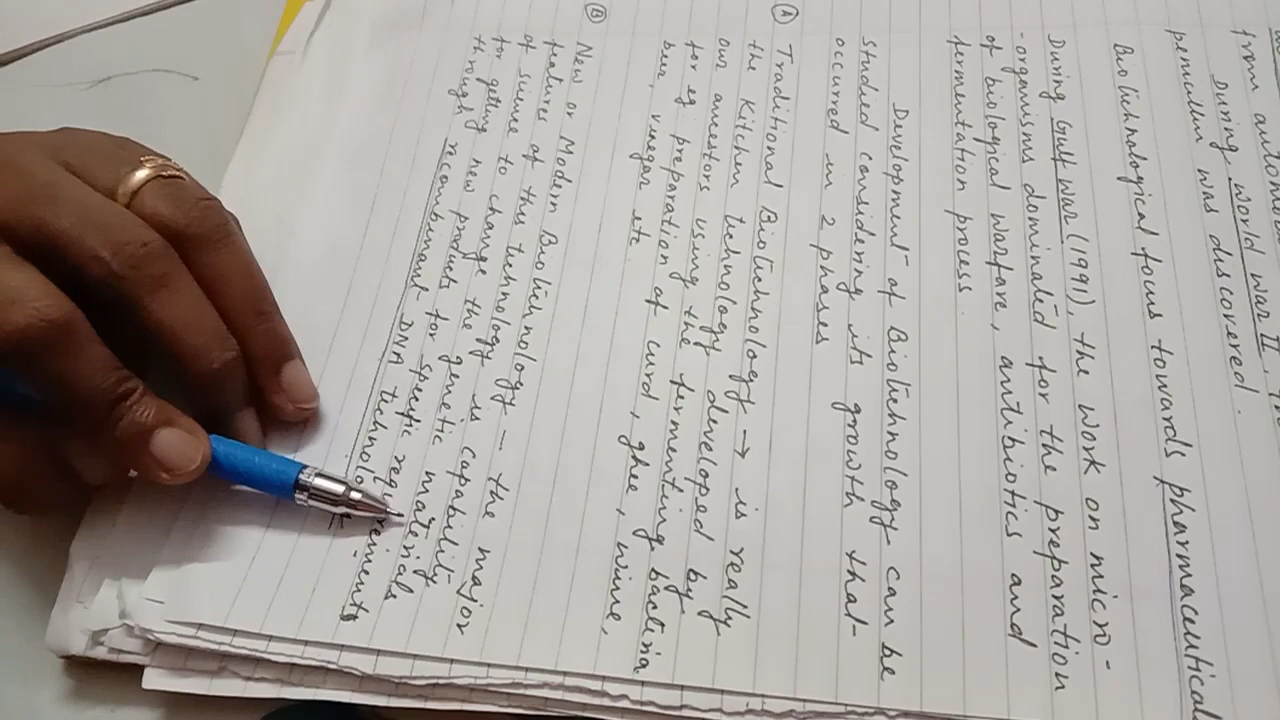 from autonom
During World War II,
penicillin was discovered.
Biotechnological focus towards pharmaceutical
During Gulf War (1991), the work on micro-
-organisms dominated for the preparation
of biological warfare, antibiotics and
fermentation process.
Development of Biotechnology can be
studied considering its growth that
occurred in 2 phases
(A) Traditional Biotechnology → is really
the Kitchen technology developed by
our ancestors using the fermenting bacteria
for eg preparation of curd, ghee, wine,
beer, vinegar etc.
(B) New or Modern Biotechnology - the major
features of this technology is capability
of science to change the genetic materials
for getting new products for specific requirements
through recombinant DNA technolo